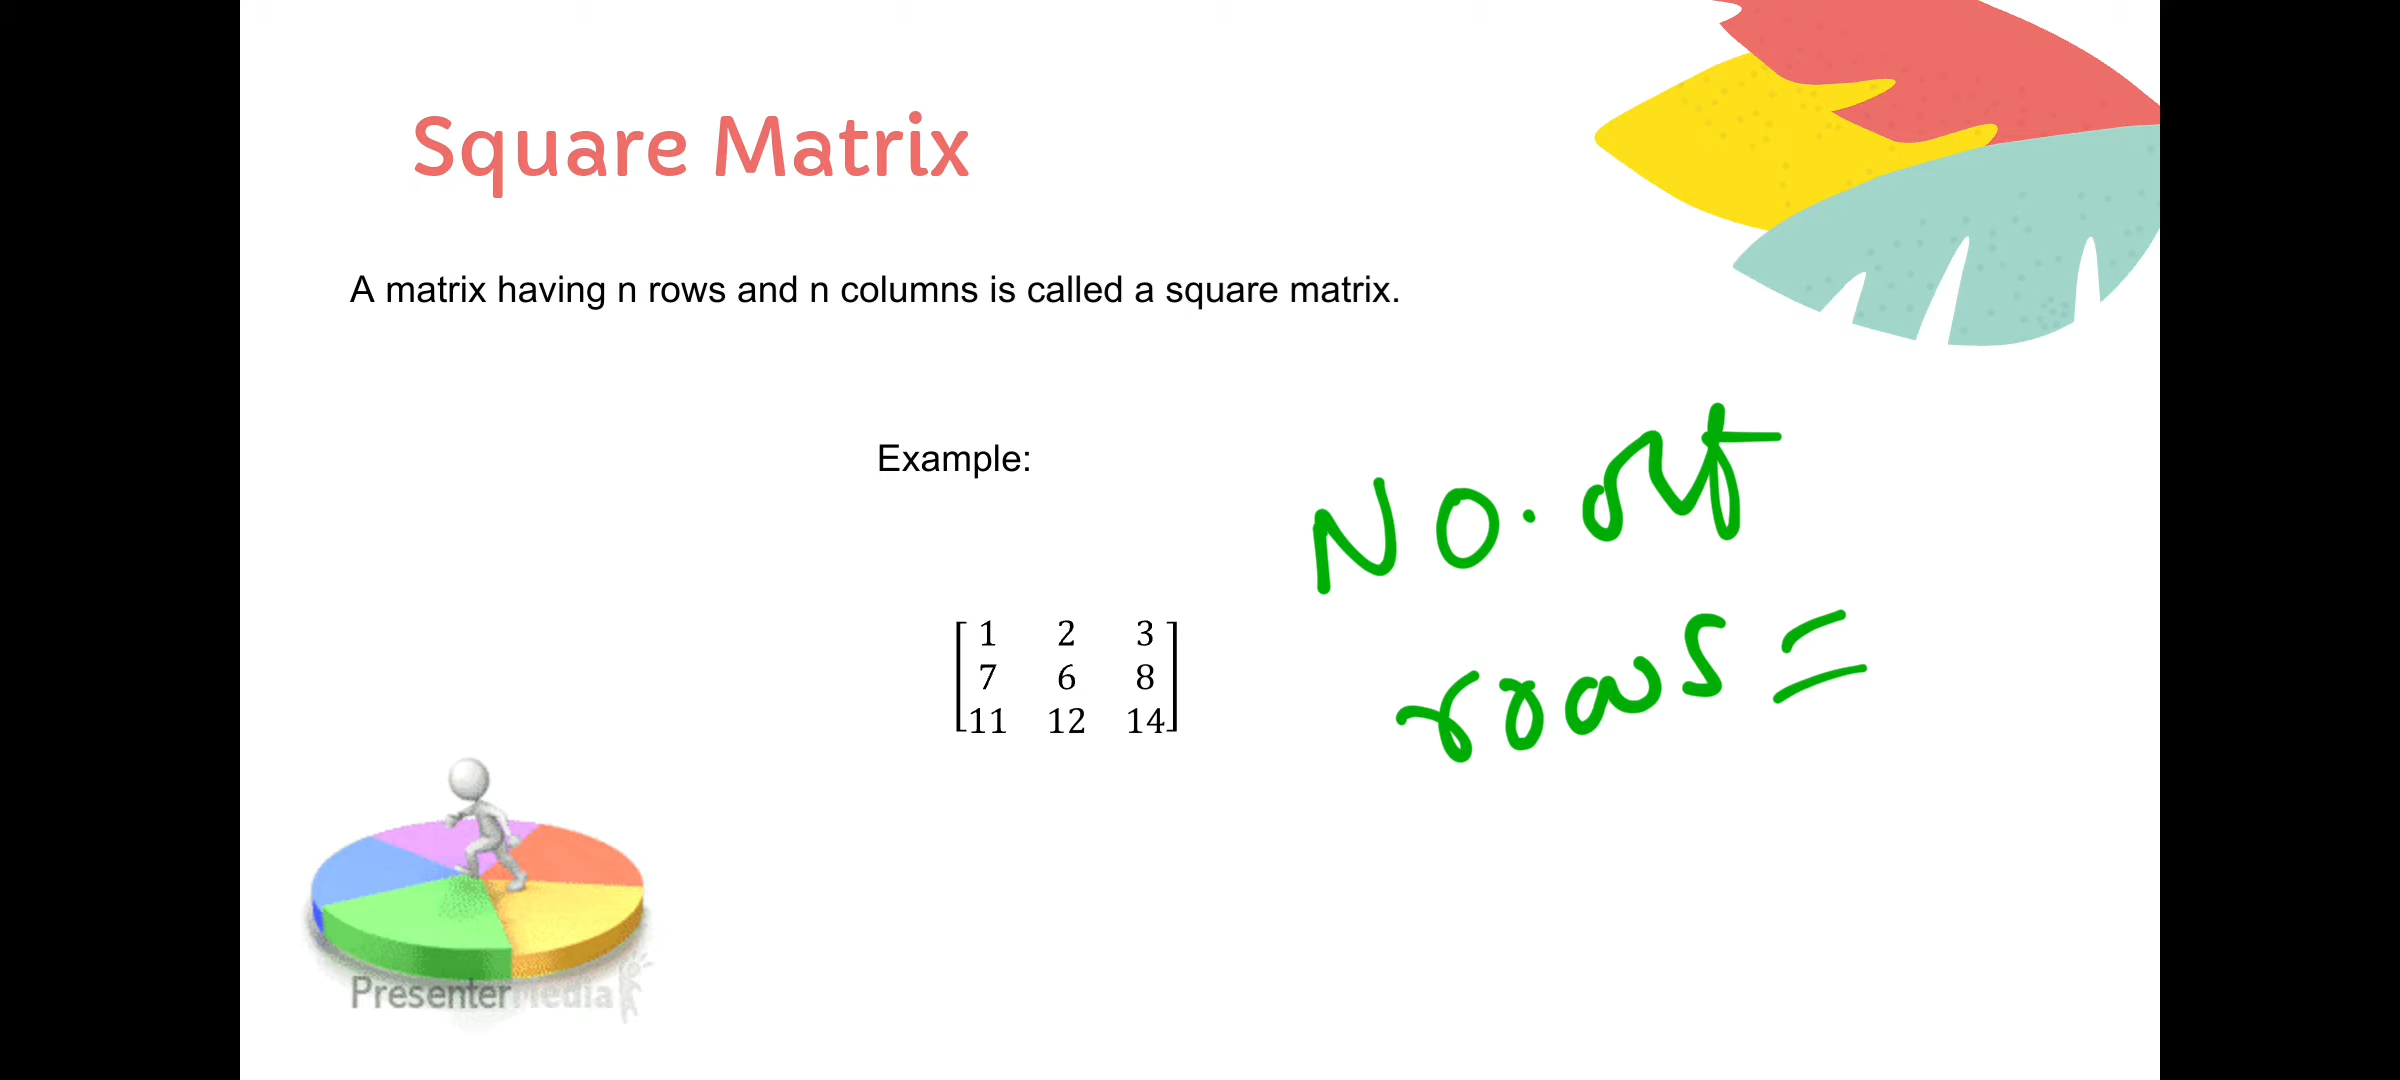 Square Matrix
A matrix having n rows and n columns is called a square matrix.
Example:
No. of
rows =
1 2 3
7 6 8
11 12 14
PresenterMedia